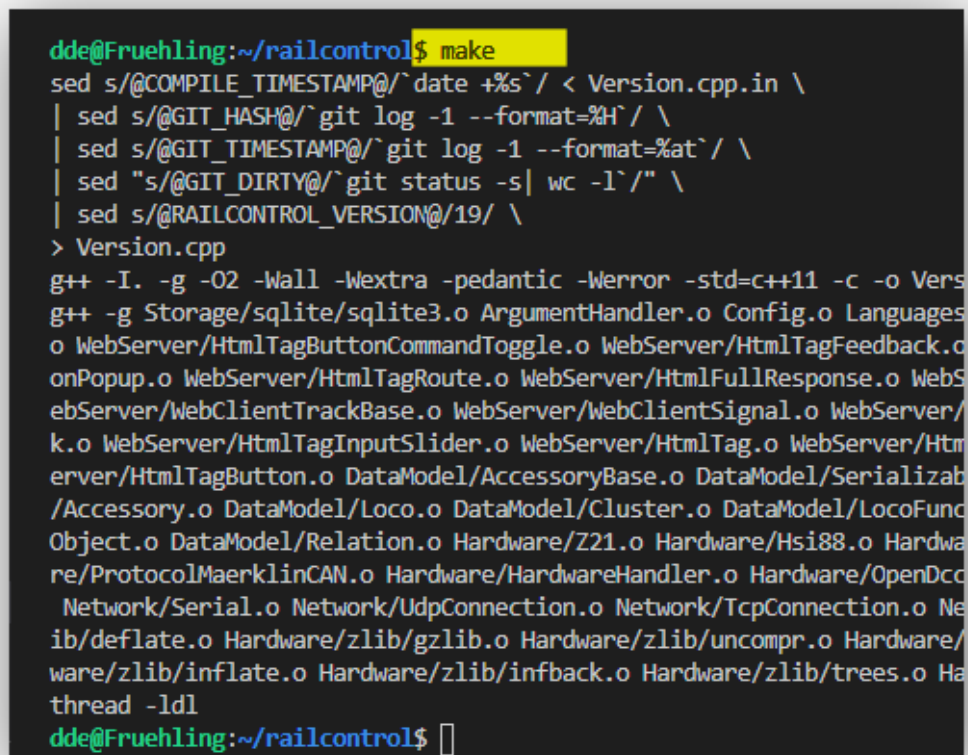 dde@Fruehling:~/railcontrol$ make
sed s/@COMPILE_TIMESTAMP@/`date +%s`/ < Version.cpp.in \
| sed s/@GIT_HASH@/`git log -1 --format=%H`/ \
| sed s/@GIT_TIMESTAMP@/`git log -1 --format=%at`/ \
| sed "s/@GIT_DIRTY@/`git status -s| wc -l`/" \
| sed s/@RAILCONTROL_VERSION@/19/ \
> Version.cpp
g++ -I. -g -O2 -Wall -Wextra -pedantic -Werror -std=c++11 -c -o Vers
g++ -g Storage/sqlite/sqlite3.o ArgumentHandler.o Config.o Languages
o WebServer/HtmlTagButtonCommandToggle.o WebServer/HtmlTagFeedback.o
onPopup.o WebServer/HtmlTagRoute.o WebServer/HtmlFullResponse.o WebS
ebServer/WebClientTrackBase.o WebServer/WebClientSignal.o WebServer/
k.o WebServer/HtmlTagInputSlider.o WebServer/HtmlTag.o WebServer/Htm
erver/HtmlTagButton.o DataModel/AccessoryBase.o DataModel/Serializab
/Accessory.o DataModel/Loco.o DataModel/Cluster.o DataModel/LocoFunc
Object.o DataModel/Relation.o Hardware/Z21.o Hardware/Hsi88.o Hardwa
re/ProtocolMaerklinCAN.o Hardware/HardwareHandler.o Hardware/OpenDcc
Network/Serial.o Network/UdpConnection.o Network/TcpConnection.o Ne
ib/deflate.o Hardware/zlib/gzlib.o Hardware/zlib/uncompr.o Hardware/
ware/zlib/inflate.o Hardware/zlib/infback.o Hardware/zlib/trees.o Ha
thread -ldl
dde@Fruehling:~/railcontrol$